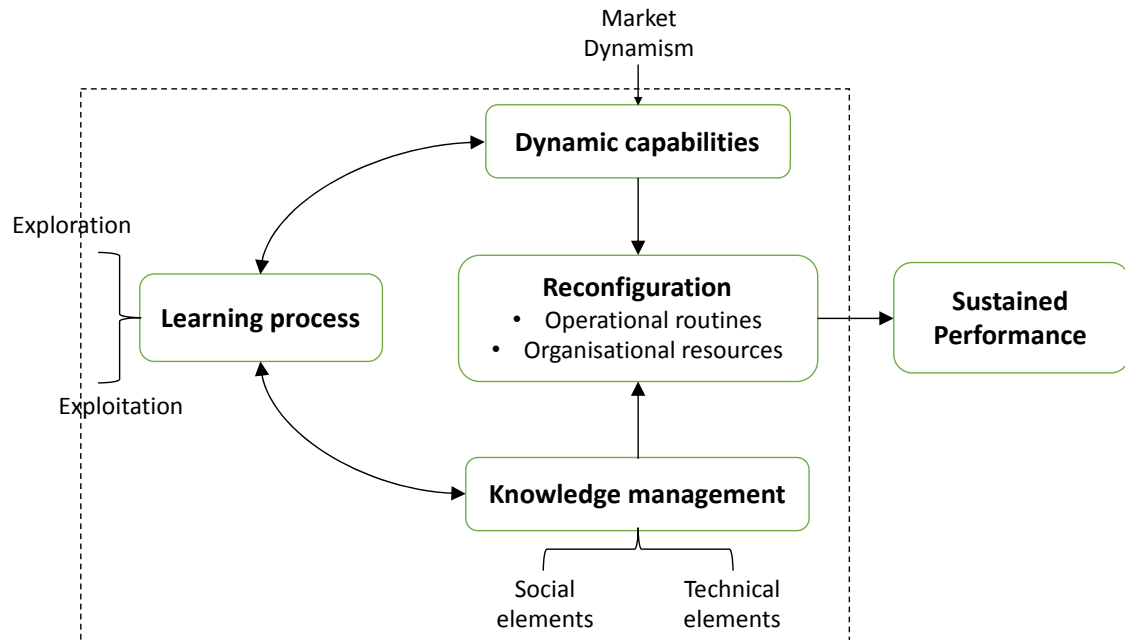 Market
Dynamism
Dynamic capabilities
Exploration
Learning process
Exploitation
Reconfiguration
• Operational routines
• Organisational resources
Sustained
Performance
Knowledge management
Social
elements
Technical
elements